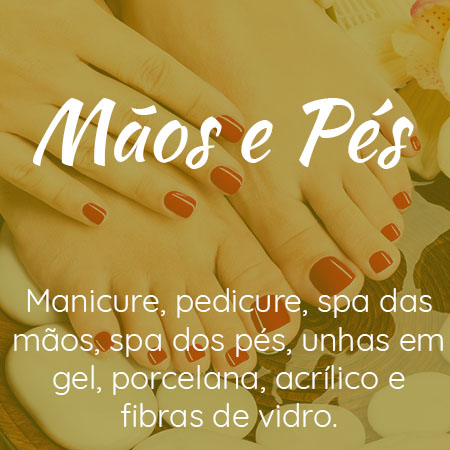 Mãos e Pés
Manicure, pedicure, spa das
mãos, spa dos pés, unhas em
gel, porcelana, acrílico e
fibras de vidro.